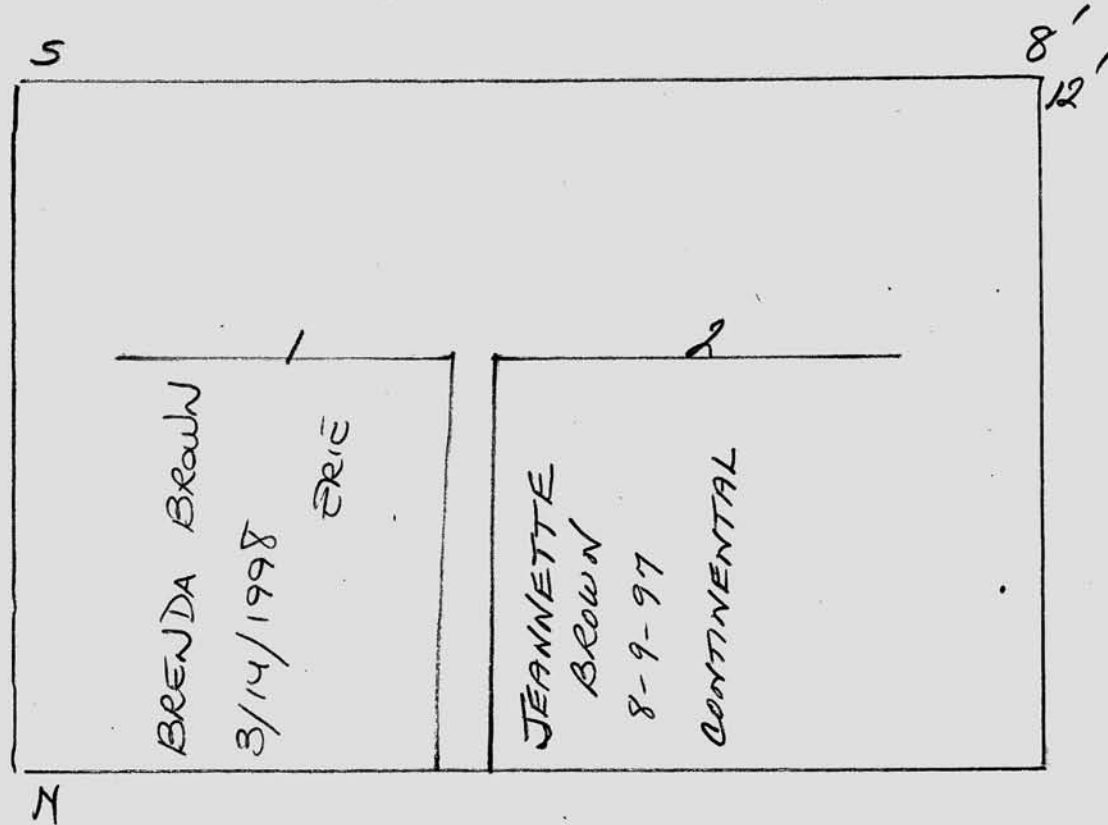 S
8'
12'
1
2
BRENDA BROWN
3/14/1998
ERIE
JEANNETTE
BROWN
8-9-97
CONTINENTAL
N